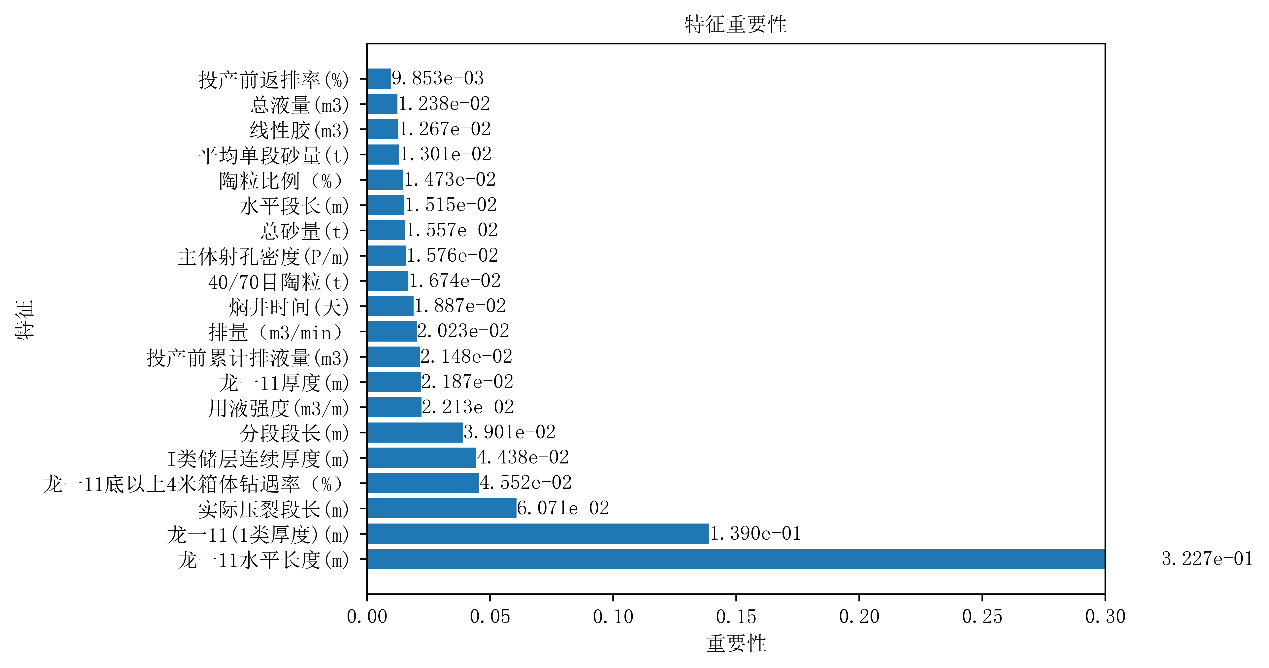 特征重要性
投产前返排率(%) 9.853e-03
总液量(m3) 1.238e-02
线性胶(m3) 1.267e-02
平均单段砂量(t) 1.301e-02
陶粒比例（%） 1.473e-02
水平段长(m) 1.515e-02
总砂量(t) 1.557e-02
主体射孔密度(P/m) 1.576e-02
40/70目陶粒(t) 1.674e-02
焖井时间(天) 1.887e-02
排量（m3/min） 2.023e-02
投产前累计排液量(m3) 2.148e-02
龙一11厚度(m) 2.187e-02
用液强度(m3/m) 2.213e-02
分段段长(m) 3.901e-02
I类储层连续厚度(m) 4.438e-02
龙一11底以上4米箱体钻遇率（%） 4.552e-02
实际压裂段长(m) 6.071e-02
龙一11(1类厚度)(m) 1.390e-01
龙一11水平长度(m) 3.227e-01
特征
0.00 0.05 0.10 0.15 0.20 0.25 0.30
重要性